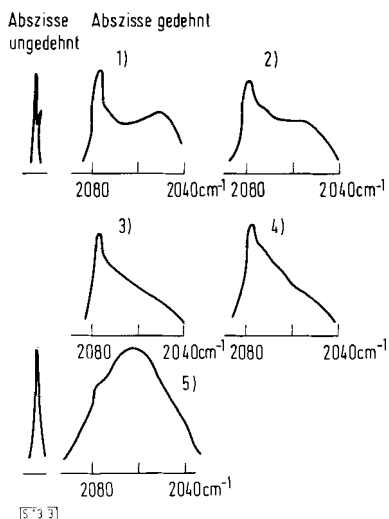 Abszisse ungedehnt
Abszisse gedehnt
1)
2)
2080
2040cm⁻¹
2080
2040cm⁻¹
3)
4)
2080
2040cm⁻¹
2080
2040cm⁻¹
5)
2080
2040cm⁻¹